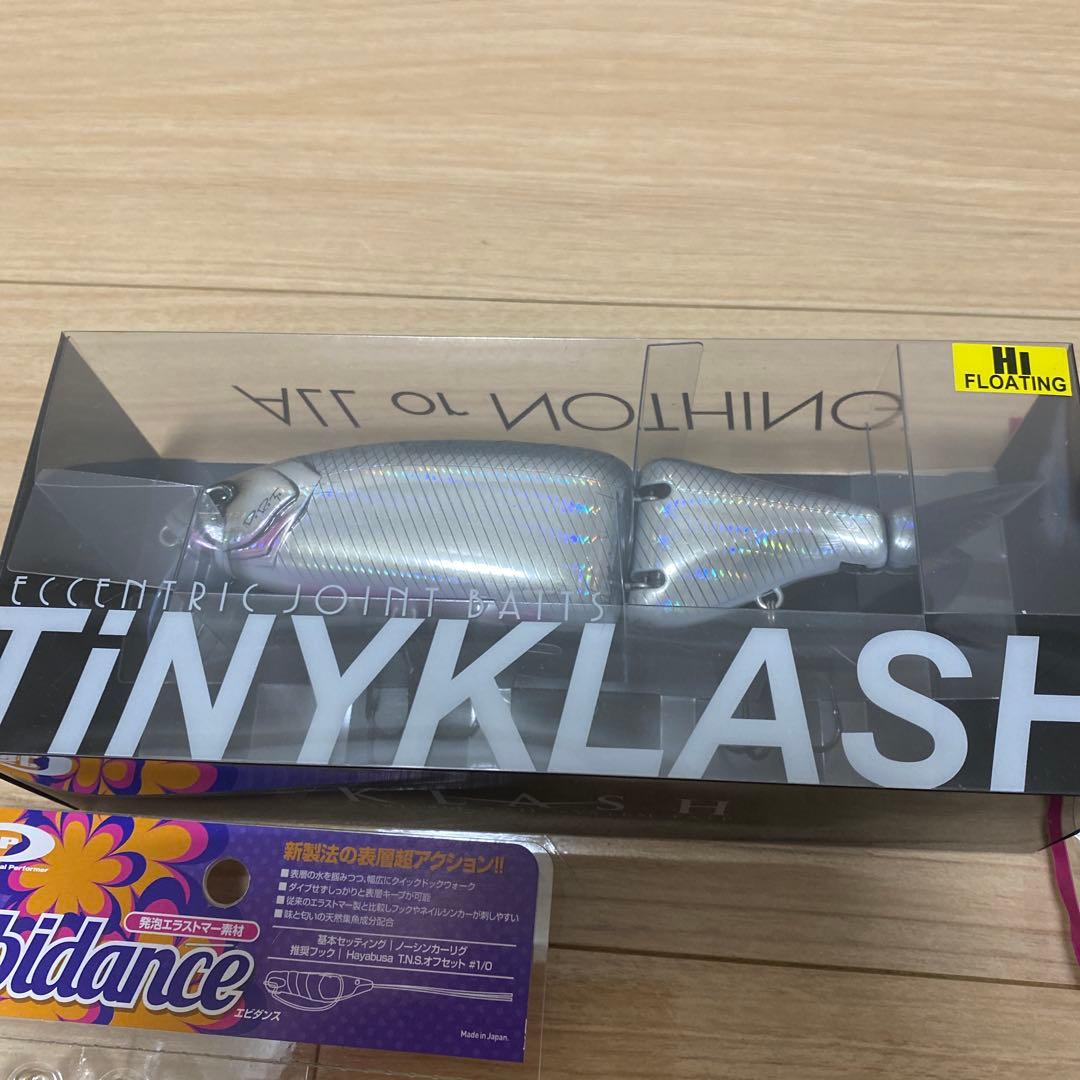 HI
FLOATING
ALL or NOTHING
ECCENTRIC JOINT BAITS
TiNYKLASH
KLASH
新製法の表層超アクション!!
■表層の水を掴みつつ、幅広にクイックドックウォーク
■ダイブせずしっかりと表層キープが可能
■従来のエラストマー製と比較しフックやネイルシンカーが刺しやすい
■味と匂いの天然集魚成分配合
発泡エラストマー素材
基本セッティング | ノーシンカーリグ
推奨フック | Hayabusa T.N.S.オフセット #1/0
bidance
エビダンス
Made in Japan.
P
al Performer